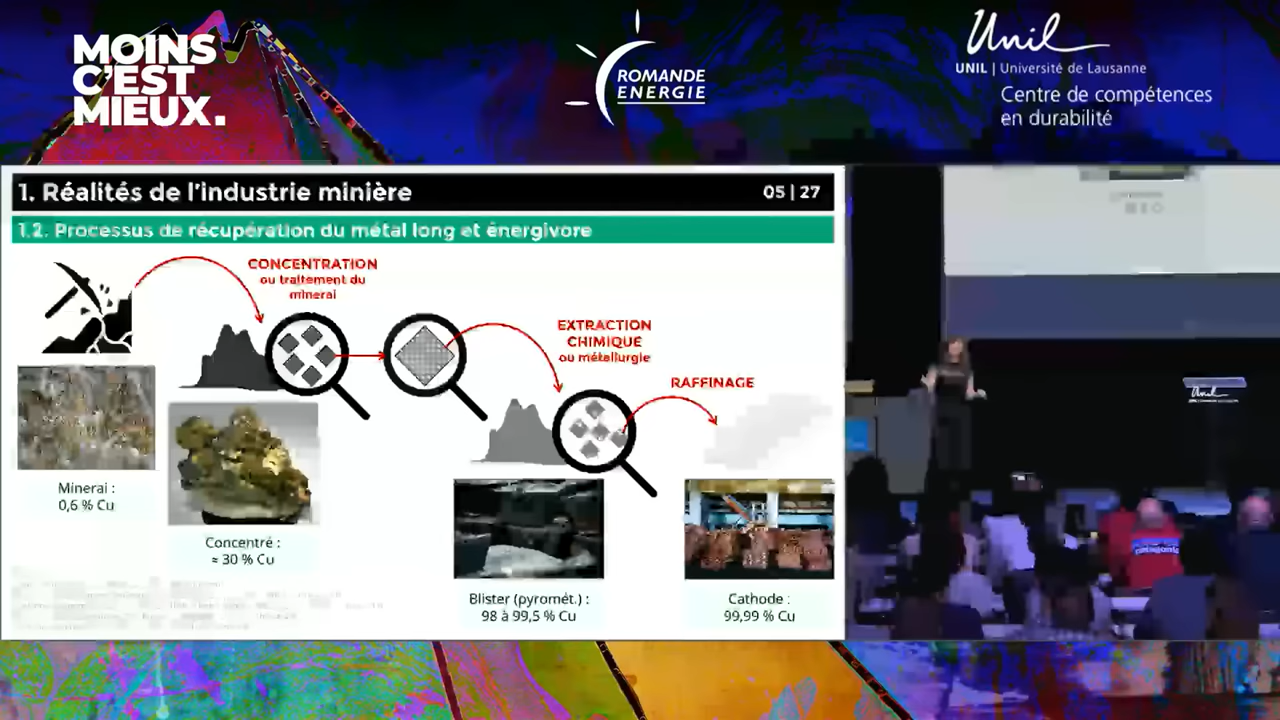 MOINS
C'EST
MIEUX.
ROMANDE
ENERGIE
Unil
UNIL | Université de Lausanne
Centre de compétences
en durabilité
1. Réalités de l'industrie minière
05 | 27
1.2. Processus de récupération du métal long et énergivore
CONCENTRATION
ou traitement du
minerai
EXTRACTION
CHIMIQUE
ou métallurgie
RAFFINAGE
Minerai :
0,6 % Cu
Concentré :
≈ 30 % Cu
Blister (pyromét.) :
98 à 99,5 % Cu
Cathode :
99,99 % Cu
Unil
patagonia